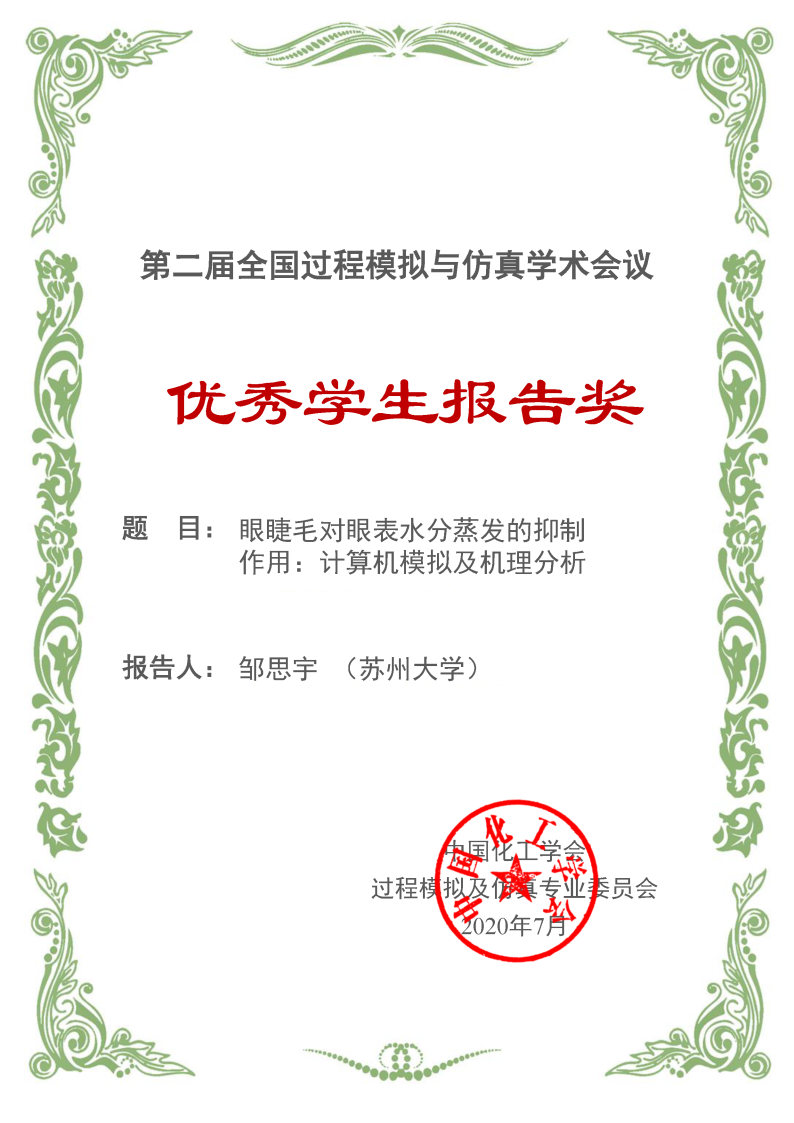 第二届全国过程模拟与仿真学术会议
优秀学生报告奖
题 目： 眼睫毛对眼表水分蒸发的抑制
作用：计算机模拟及机理分析
报告人： 邹思宇 （苏州大学）
中国化工学会
过程模拟及仿真专业委员会
2020年7月
中国化工学会